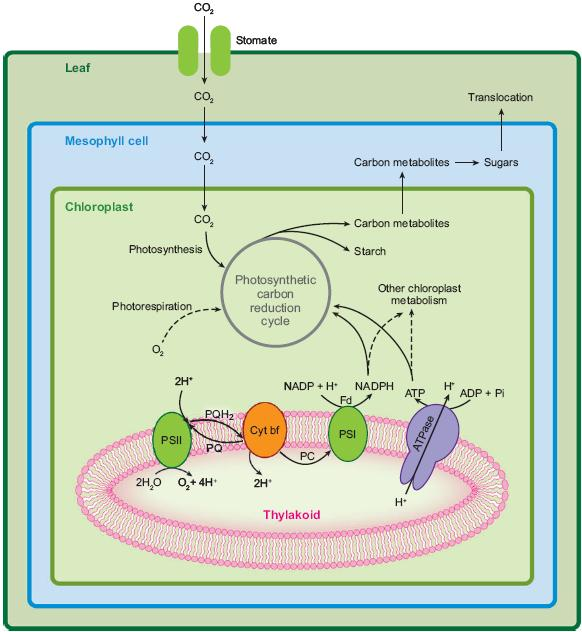 CO₂
Stomate
Leaf
CO₂
Translocation
Mesophyll cell
CO₂
Carbon metabolites
Sugars
Chloroplast
CO₂
Carbon metabolites
Photosynthesis
Starch
Photosynthetic
carbon
reduction
cycle
Other chloroplast
metabolism
Photorespiration
O₂
2H⁺
NADP + H⁺
NADPH
ATP
H⁺
ADP + Pi
Fd
PQH₂
PSII
Cyt bf
PSI
ATPase
PQ
PC
2H₂O
O₂ + 4H⁺
2H⁺
H⁺
Thylakoid